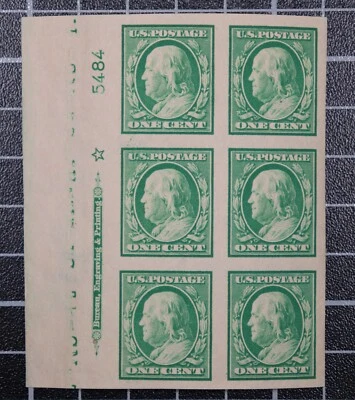 5484
☆ Bureau, Engraving & Printing
U.S. POSTAGE
ONE CENT
U.S. POSTAGE
ONE CENT
U.S. POSTAGE
ONE CENT
U.S. POSTAGE
ONE CENT
U.S. POSTAGE
ONE CENT
U.S. POSTAGE
ONE CENT